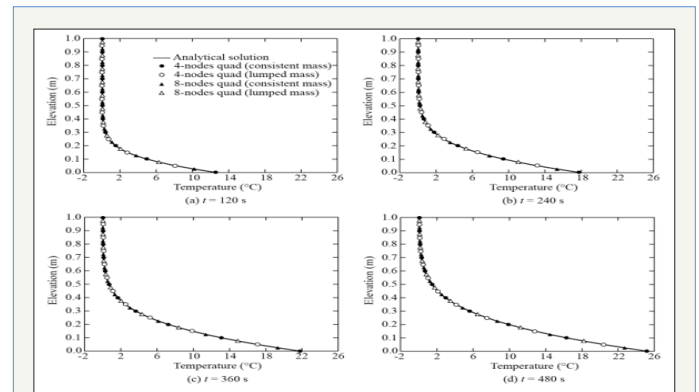 1.0
0.9
0.8
0.7
0.6
0.5
0.4
0.3
0.2
0.1
0.0
-2 2 6 10 14 18 22 26
Elevation (m)
Temperature (°C)
(a) t = 120 s
Analytical solution
4-nodes quad (consistent mass)
4-nodes quad (lumped mass)
8-nodes quad (consistent mass)
8-nodes quad (lumped mass)
1.0
0.9
0.8
0.7
0.6
0.5
0.4
0.3
0.2
0.1
0.0
-2 2 6 10 14 18 22 26
Elevation (m)
Temperature (°C)
(b) t = 240 s
1.0
0.9
0.8
0.7
0.6
0.5
0.4
0.3
0.2
0.1
0.0
-2 2 6 10 14 18 22 26
Elevation (m)
Temperature (°C)
(c) t = 360 s
1.0
0.9
0.8
0.7
0.6
0.5
0.4
0.3
0.2
0.1
0.0
-2 2 6 10 14 18 22 26
Elevation (m)
Temperature (°C)
(d) t = 480 s